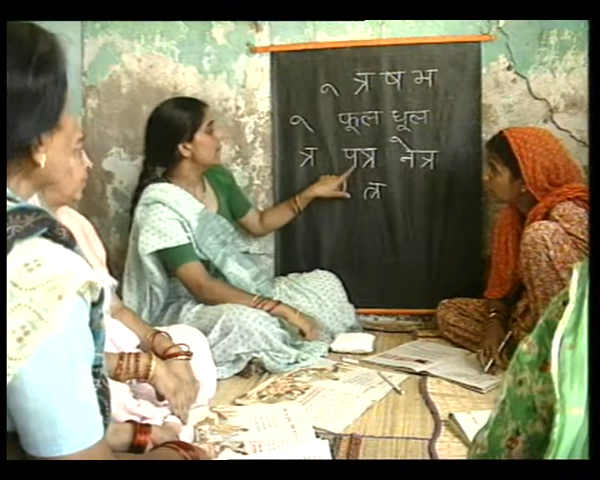 त्र ष भ
ू फूल धूल
त्र पत्र नेत्र
त्र